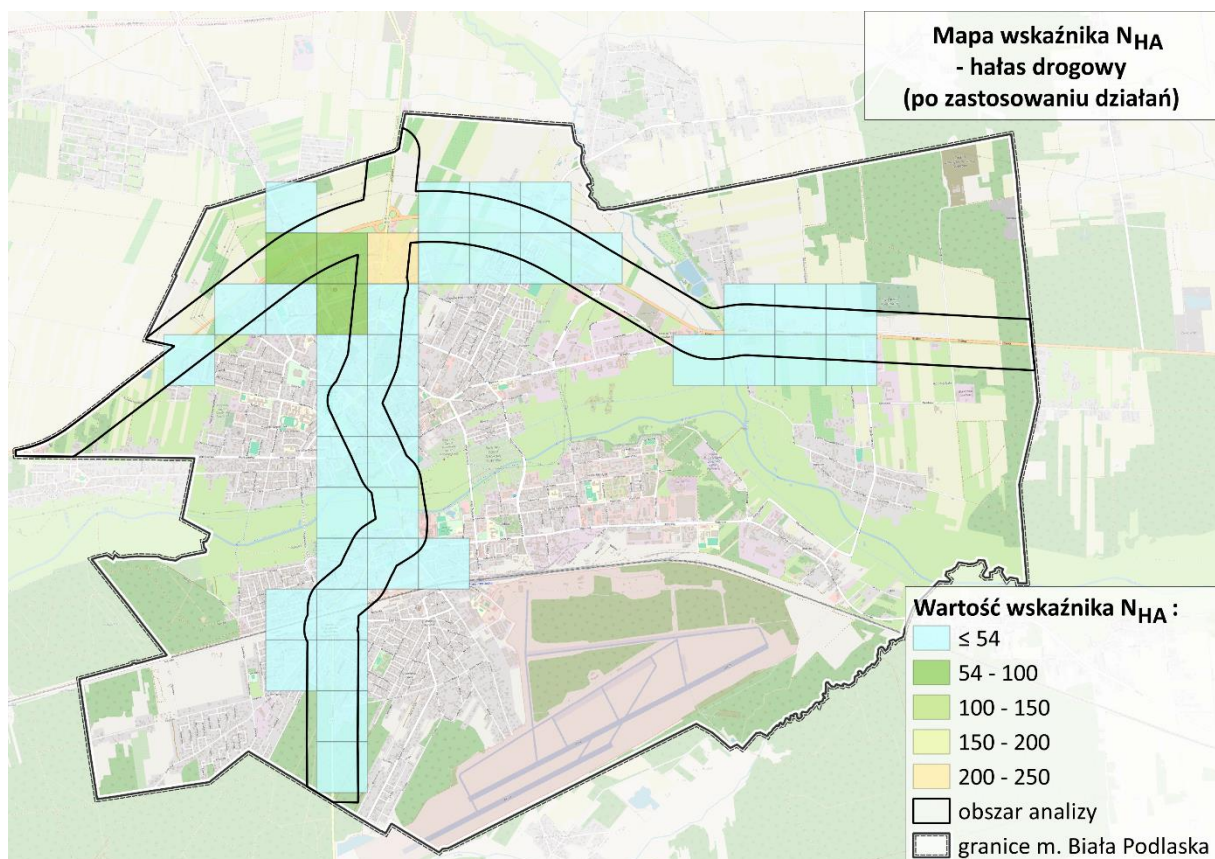 Mapa wskaźnika NHA
- hałas drogowy
(po zastosowaniu działań)
Wartość wskaźnika NHA :
≤ 54
54 - 100
100 - 150
150 - 200
200 - 250
obszar analizy
granice m. Biała Podlaska